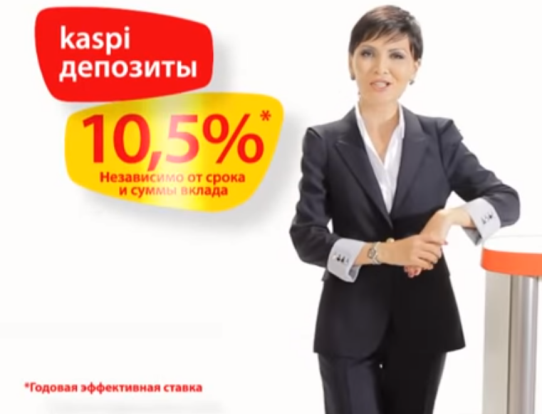 kaspi
депозиты
10,5%*
Независимо от срока
и суммы вклада
*Годовая эффективная ставка